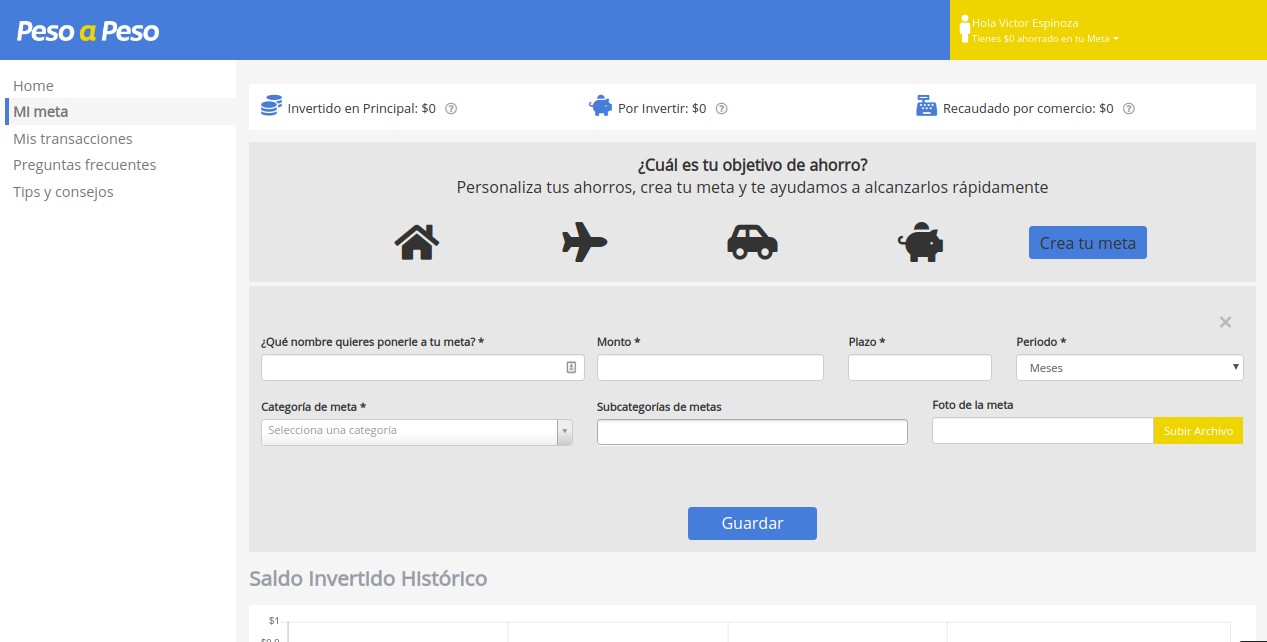 Peso a Peso
Hola Victor Espinoza
Tienes $0 ahorrado en tu Meta
Home
MI meta
Mis transacciones
Preguntas frecuentes
Tips y consejos
Invertido en Principal: $0
Por Invertir: $0
Recaudado por comercio: $0
¿Cuál es tu objetivo de ahorro?
Personaliza tus ahorros, crea tu meta y te ayudamos a alcanzarlos rápidamente
Crea tu meta
×
¿Qué nombre quieres ponerle a tu meta? *
Monto *
Plazo *
Periodo *
Meses
Categoría de meta *
Subcategorías de metas
Foto de la meta
Selecciona una categoría
Subir Archivo
Guardar
Saldo Invertido Histórico
$1